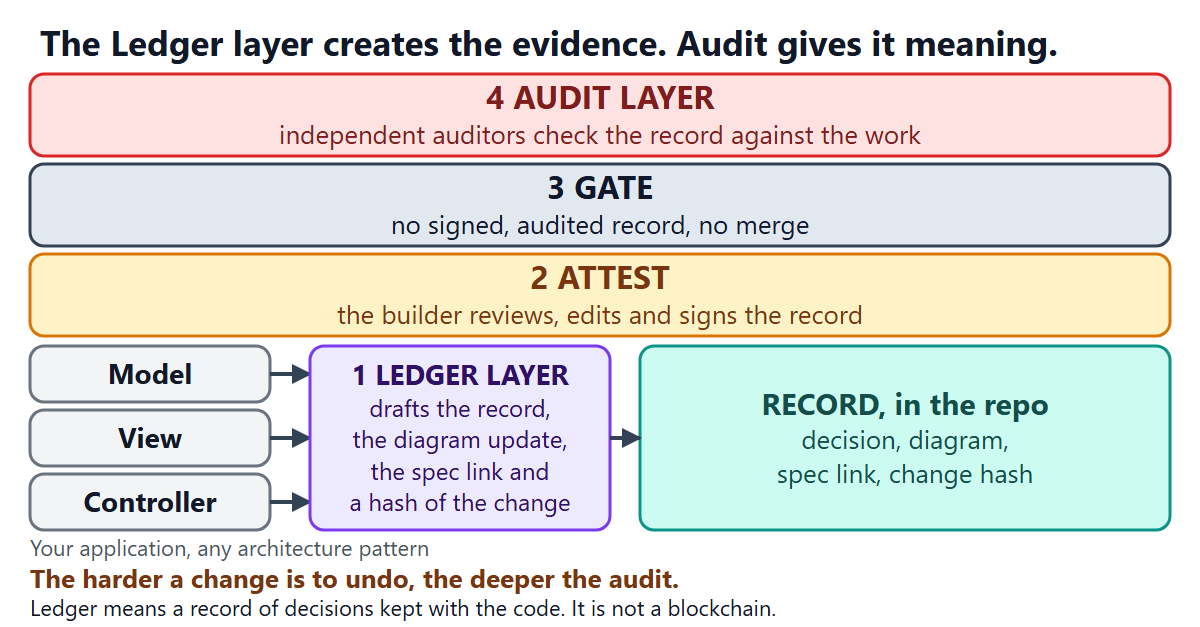 The Ledger layer creates the evidence. Audit gives it meaning.
4 AUDIT LAYER
independent auditors check the record against the work
3 GATE
no signed, audited record, no merge
2 ATTEST
the builder reviews, edits and signs the record
Model
View
Controller
1 LEDGER LAYER
drafts the record,
the diagram update,
the spec link and
a hash of the change
RECORD, in the repo
decision, diagram,
spec link, change hash
Your application, any architecture pattern
The harder a change is to undo, the deeper the audit.
Ledger means a record of decisions kept with the code. It is not a blockchain.